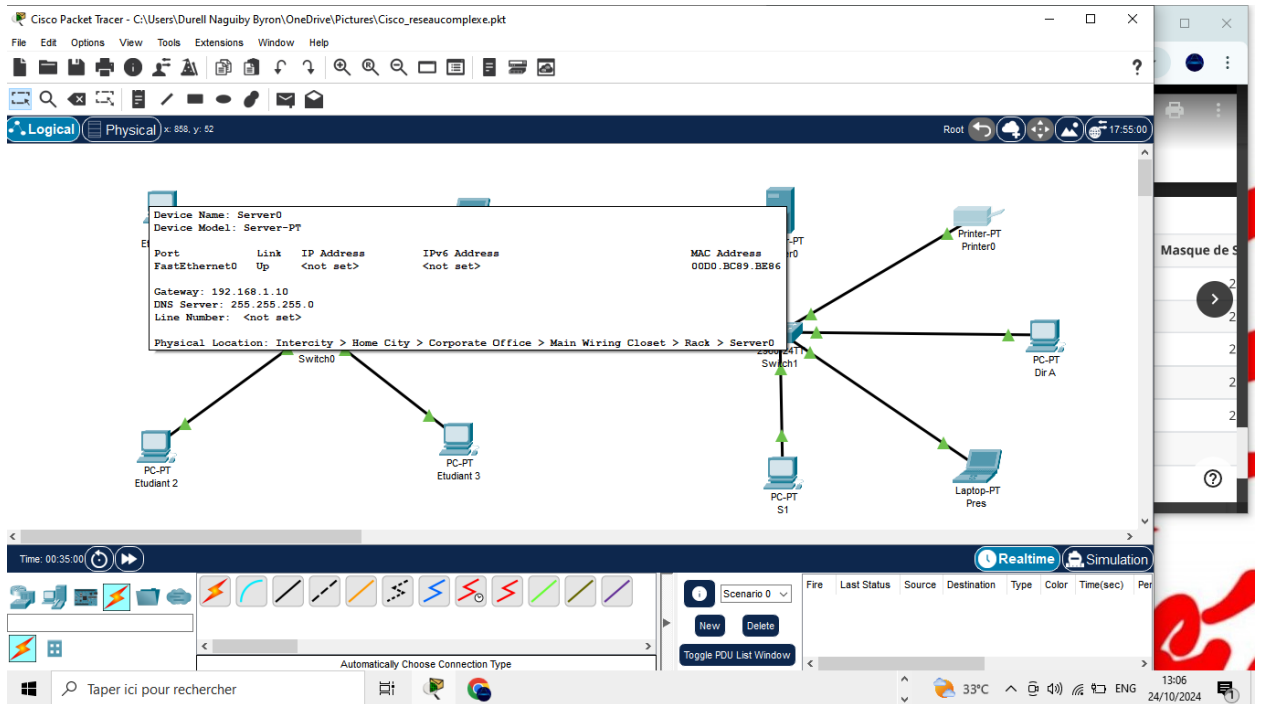 Cisco Packet Tracer - C:\Users\Durell Naguiby Byron\OneDrive\Pictures\Cisco_reseaucomplexe.pkt
File Edit Options View Tools Extensions Window Help
Logical Physical x: 858, y: 52 Root 17:55:00
Device Name: Server0
Device Model: Server-PT
Port Link IP Address IPv6 Address MAC Address
FastEthernet0 Up <not set> <not set> 00D0.BC89.BE86
Gateway: 192.168.1.10
DNS Server: 255.255.255.0
Line Number: <not set>
Physical Location: Intercity > Home City > Corporate Office > Main Wiring Closet > Rack > Server0
Printer-PT
Printer0
Masque de S
Switch0
Switch1
PC-PT
Dir A
PC-PT
Etudiant 2
PC-PT
Etudiant 3
PC-PT
S1
Laptop-PT
Pres
Time: 00:35:00 Realtime Simulation
Scenario 0
New Delete
Toggle PDU List Window
Fire Last Status Source Destination Type Color Time(sec) Per
Automatically Choose Connection Type
Taper ici pour rechercher
33°C ENG 13:06
24/10/2024